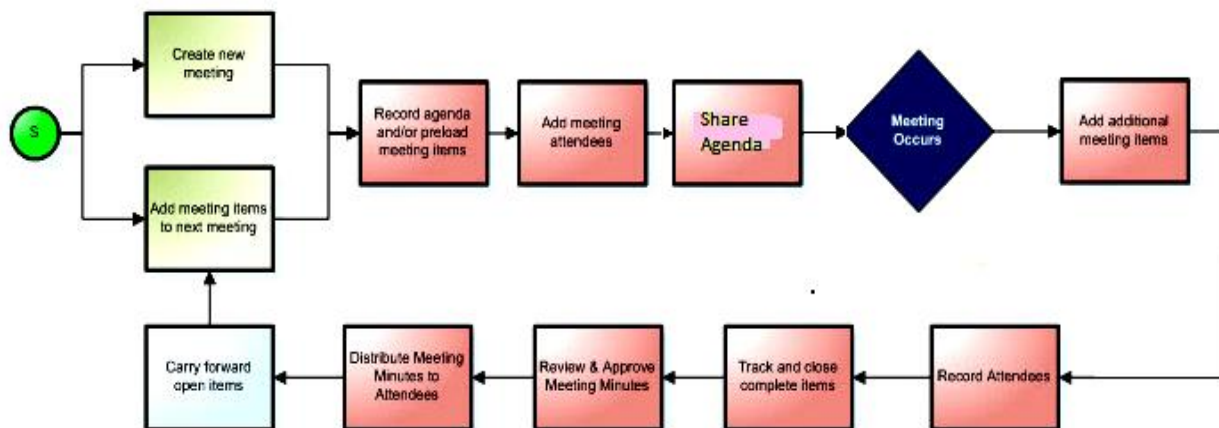 Create new
meeting
S
Record agenda
and/or preload
meeting items
Add meeting
attendees
Share
Agenda
Meeting
Occurs
Add additional
meeting items
Add meeting items
to next meeting
Carry forward
open items
Distribute Meeting
Minutes to
Attendees
Review & Approve
Meeting Minutes
Track and close
complete items
Record Attendees